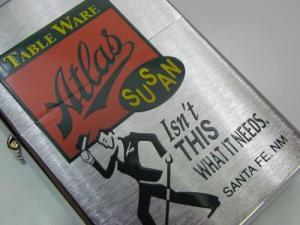 TABLE WARE
Atlas
SUSAN
Isn't
THIS
WHAT IT NEEDS.
SANTA FE. NM